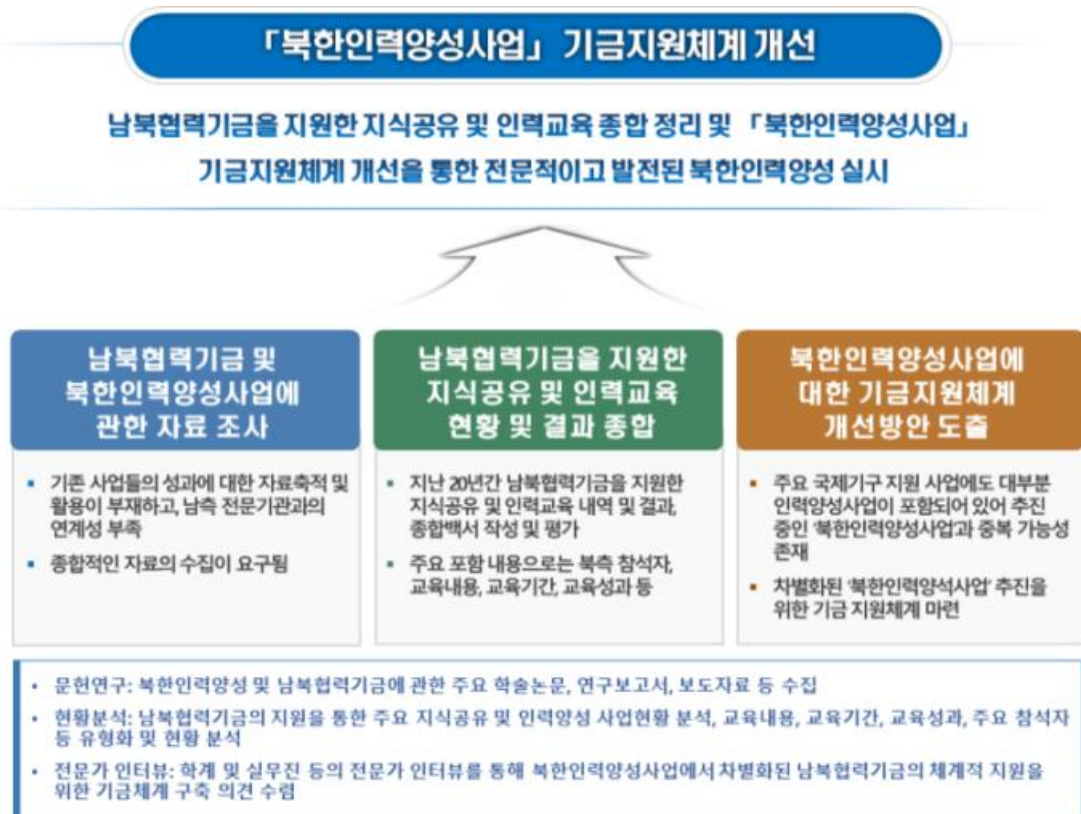 「북한인력양성사업」 기금지원체계 개선
남북협력기금을 지원한 지식공유 및 인력교육 종합 정리 및 「북한인력양성사업」
기금지원체계 개선을 통한 전문적이고 발전된 북한인력양성 실시
남북협력기금 및
북한인력양성사업에
관한 자료 조사
▪ 기존 사업들의 성과에 대한 자료축적 및
활용이 부재하고, 남측 전문기관과의
연계성 부족
▪ 종합적인 자료의 수집이 요구됨
남북협력기금을 지원한
지식공유 및 인력교육
현황 및 결과 종합
▪ 지난 20년간 남북협력기금을 지원한
지식공유 및 인력교육 내역 및 결과,
종합백서 작성 및 평가
▪ 주요 포함 내용으로는 북측 참석자,
교육내용, 교육기간, 교육성과 등
북한인력양성사업에
대한 기금지원체계
개선방안 도출
▪ 주요 국제기구 지원 사업에도 대부분
인력양성사업이 포함되어 있어 추진
중인 '북한인력양성사업'과 중복 가능성
존재
▪ 차별화된 '북한인력양석사업' 추진을
위한 기금 지원체계 마련
• 문헌연구: 북한인력양성 및 남북협력기금에 관한 주요 학술논문, 연구보고서, 보도자료 등 수집
• 현황분석: 남북협력기금의 지원을 통한 주요 지식공유 및 인력양성 사업현황 분석, 교육내용, 교육기간, 교육성과, 주요 참석자
등 유형화 및 현황 분석
• 전문가 인터뷰: 학계 및 실무진 등의 전문가 인터뷰를 통해 북한인력양성사업에서 차별화된 남북협력기금의 체계적 지원을
위한 기금체계 구축 의견 수렴